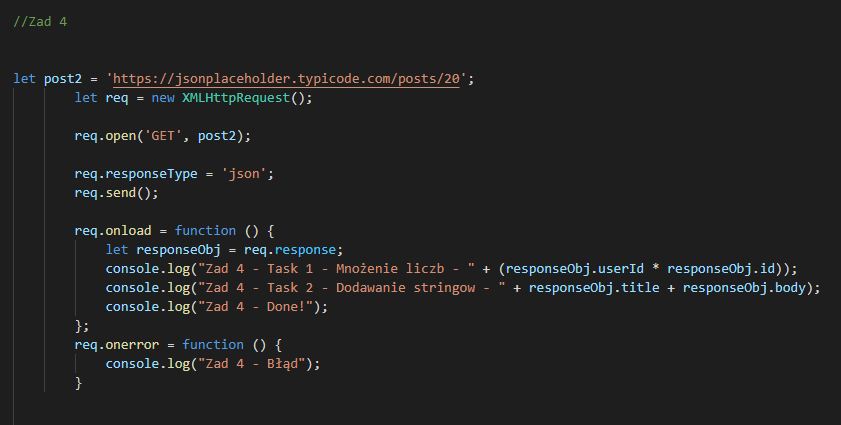 //Zad 4
let post2 = 'https://jsonplaceholder.typicode.com/posts/20';
let req = new XMLHttpRequest();
req.open('GET', post2);
req.responseType = 'json';
req.send();
req.onload = function () {
let responseObj = req.response;
console.log("Zad 4 - Task 1 - Mnożenie liczb - " + (responseObj.userId * responseObj.id));
console.log("Zad 4 - Task 2 - Dodawanie stringow - " + responseObj.title + responseObj.body);
console.log("Zad 4 - Done!");
};
req.onerror = function () {
console.log("Zad 4 - Błąd");
}